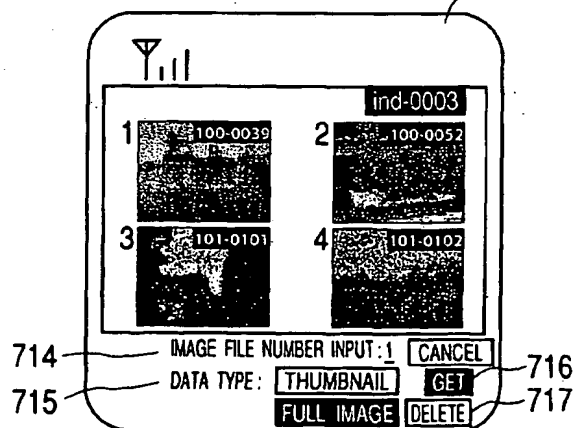 ind-0003
1 100-0039 2 100-0052
3 101-0101 4 101-0102
714 IMAGE FILE NUMBER INPUT : 1 CANCEL
715 DATA TYPE : THUMBNAIL GET 716
FULL IMAGE DELETE 717